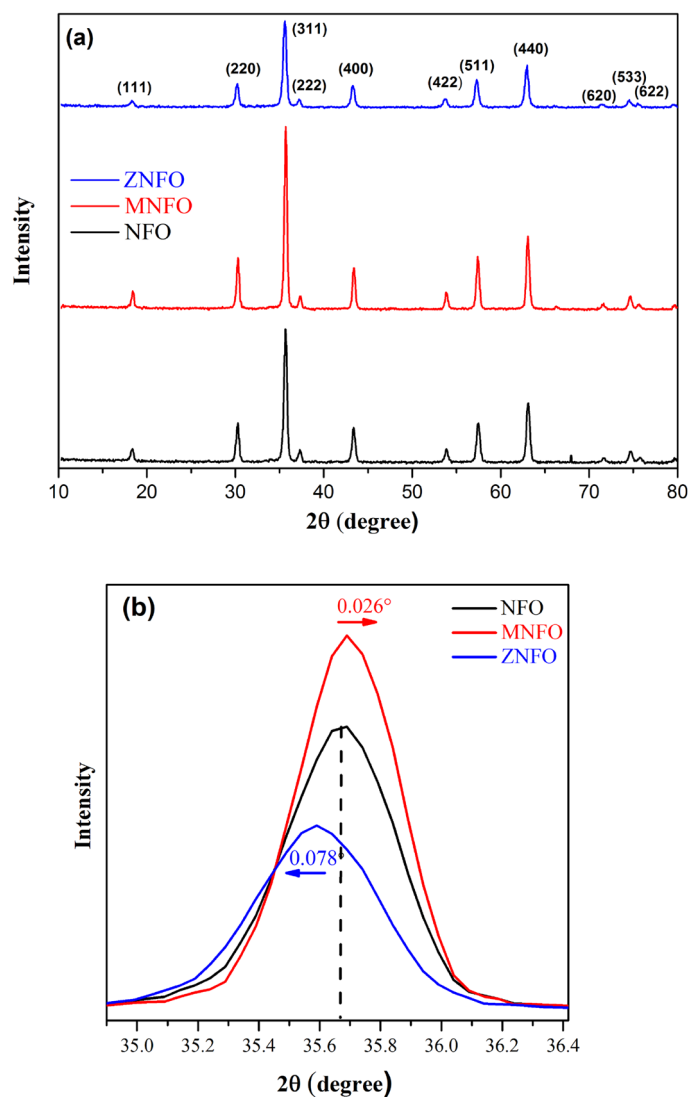 (a)
(311)
(111)
(220)
(222)
(400)
(422)
(511)
(440)
(620)
(533)
(622)
ZNFO
MNFO
NFO
Intensity
10 20 30 40 50 60 70 80
2θ (degree)
(b)
0.026°
NFO
MNFO
ZNFO
0.078°
Intensity
35.0 35.2 35.4 35.6 35.8 36.0 36.2 36.4
2θ (degree)